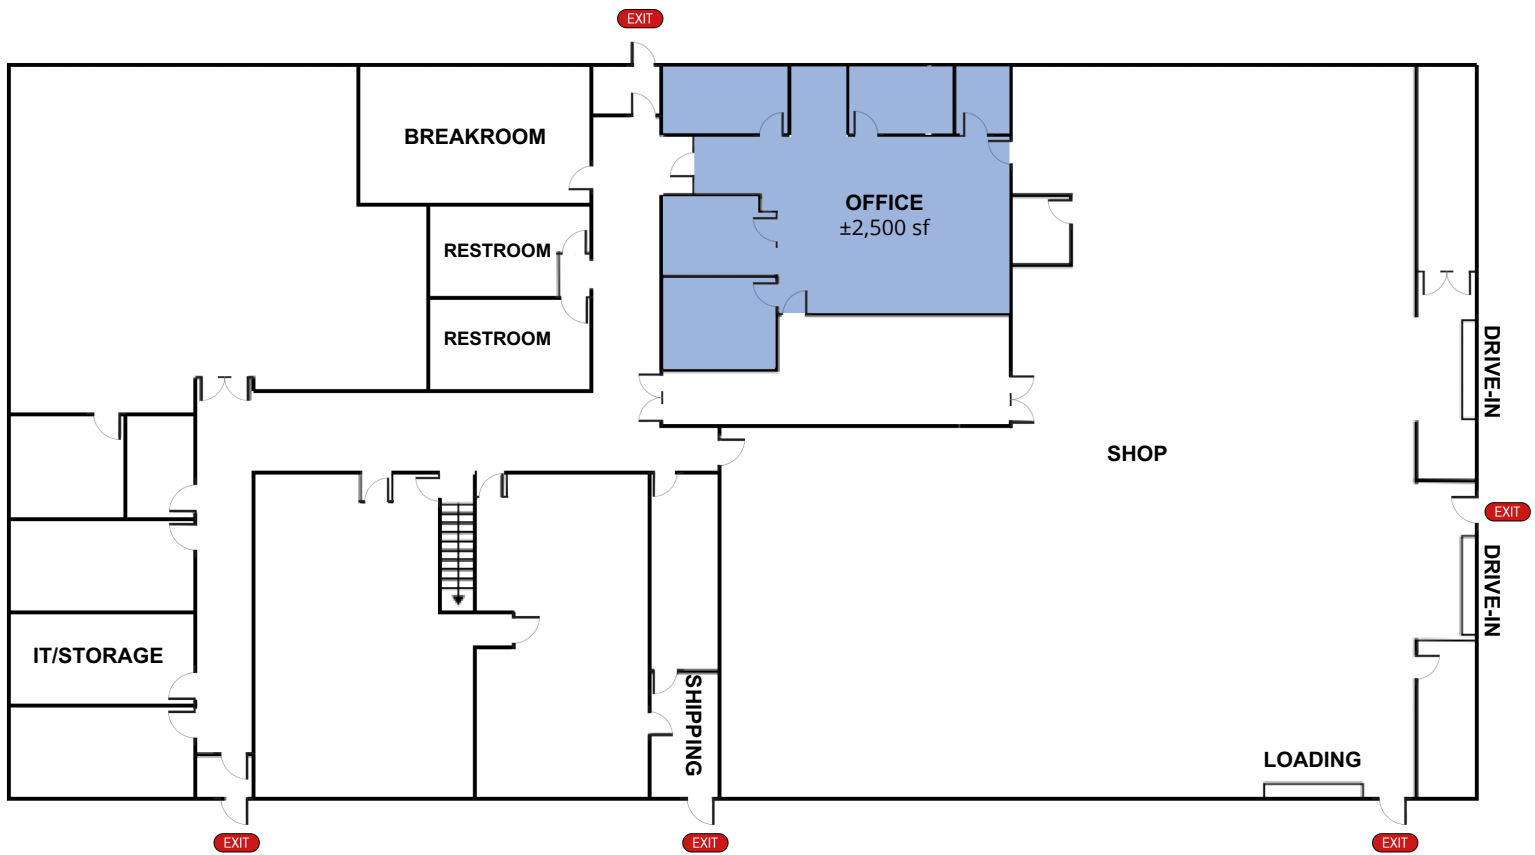 EXIT
BREAKROOM
OFFICE
±2,500 sf
RESTROOM
RESTROOM
DRIVE-IN
SHOP
EXIT
DRIVE-IN
IT/STORAGE
SHIPPING
LOADING
EXIT
EXIT
EXIT